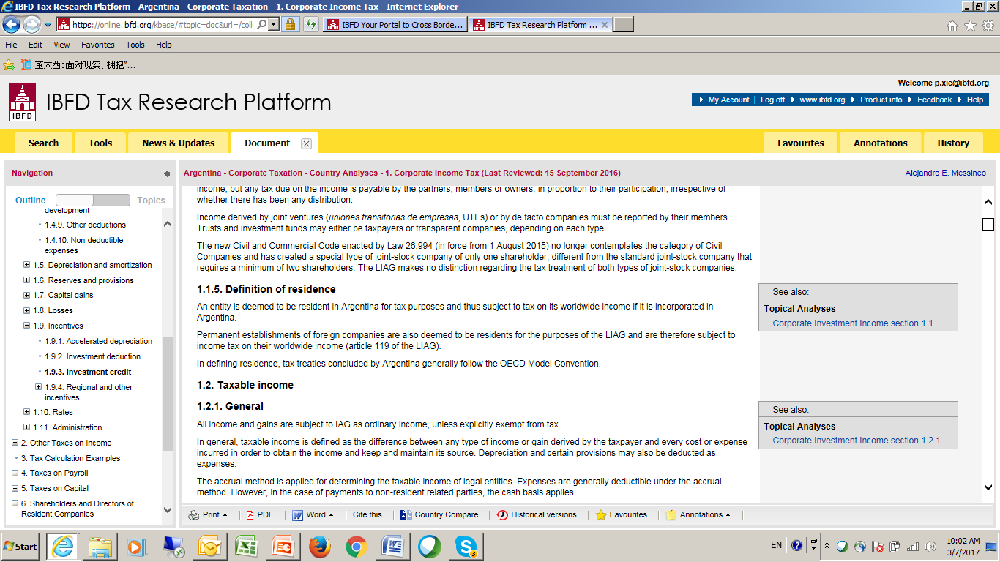 IBFD Tax Research Platform - Argentina - Corporate Taxation - 1. Corporate Income Tax - Internet Explorer
https://online.ibfd.org/kbase/#topic=doc&url=/colle
IBFD Your Portal to Cross Borde...
IBFD Tax Research Platform ...
File Edit View Favorites Tools Help
董大酉:面对现实、拥抱“...
Welcome p.xie@ibfd.org
IBFD
IBFD Tax Research Platform
My Account | Log off www.ibfd.org Product info Feedback Help
Search Tools News & Updates Document Favourites Annotations History
Navigation
Outline Topics
development
1.4.9. Other deductions
1.4.10. Non-deductible
expenses
1.5. Depreciation and amortization
1.6. Reserves and provisions
1.7. Capital gains
1.8. Losses
1.9. Incentives
1.9.1. Accelerated depreciation
1.9.2. Investment deduction
1.9.3. Investment credit
1.9.4. Regional and other
incentives
1.10. Rates
1.11. Administration
2. Other Taxes on Income
3. Tax Calculation Examples
4. Taxes on Payroll
5. Taxes on Capital
6. Shareholders and Directors of
Resident Companies
Argentina - Corporate Taxation - Country Analyses - 1. Corporate Income Tax (Last Reviewed: 15 September 2016)
Alejandro E. Messineo
income, but any tax due on the income is payable by the partners, members or owners, in proportion to their participation, irrespective of
whether there has been any distribution.
Income derived by joint ventures (uniones transitorias de empresas, UTEs) or by de facto companies must be reported by their members.
Trusts and investment funds may either be taxpayers or transparent companies, depending on each type.
The new Civil and Commercial Code enacted by Law 26,994 (in force from 1 August 2015) no longer contemplates the category of Civil
Companies and has created a special type of joint-stock company of only one shareholder, different from the standard joint-stock company that
requires a minimum of two shareholders. The LIAG makes no distinction regarding the tax treatment of both types of joint-stock companies.
1.1.5. Definition of residence
An entity is deemed to be resident in Argentina for tax purposes and thus subject to tax on its worldwide income if it is incorporated in
Argentina.
Permanent establishments of foreign companies are also deemed to be residents for the purposes of the LIAG and are therefore subject to
income tax on their worldwide income (article 119 of the LIAG).
In defining residence, tax treaties concluded by Argentina generally follow the OECD Model Convention.
See also:
Topical Analyses
Corporate Investment Income section 1.1.
1.2. Taxable income
1.2.1. General
All income and gains are subject to IAG as ordinary income, unless explicitly exempt from tax.
In general, taxable income is defined as the difference between any type of income or gain derived by the taxpayer and every cost or expense
incurred in order to obtain the income and keep and maintain its source. Depreciation and certain provisions may also be deducted as
expenses.
The accrual method is applied for determining the taxable income of legal entities. Expenses are generally deductible under the accrual
method. However, in the case of payments to non-resident related parties, the cash basis applies.
See also:
Topical Analyses
Corporate Investment Income section 1.2.1.
Print PDF Word Cite this Country Compare Historical versions Favourites Annotations
Start
3
EN
10:02 AM
3/7/2017